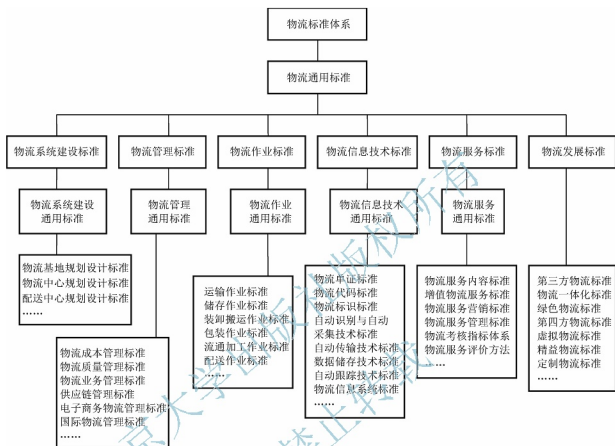 物流标准体系
物流通用标准
物流系统建设标准
物流管理标准
物流作业标准
物流信息技术标准
物流服务标准
物流发展标准
物流系统建设
通用标准
物流管理
通用标准
物流作业
通用标准
物流信息技术
通用标准
物流服务
通用标准
物流基地规划设计标准
物流中心规划设计标准
配送中心规划设计标准
……
物流成本管理标准
物流质量管理标准
物流业务管理标准
供应链管理标准
电子商务物流管理标准
国际物流管理标准
……
运输作业标准
储存作业标准
装卸搬运作业标准
包装作业标准
流通加工作业标准
配送作业标准
……
物流单证标准
物流代码标准
物流标识标准
自动识别与自动
采集技术标准
自动传输技术标准
数据储存技术标准
自动跟踪技术标准
物流信息系统标准
物流服务内容标准
增值物流服务标准
物流服务营销标准
物流服务管理标准
物流考核指标体系
物流服务评价方法
……
第三方物流标准
物流一体化标准
绿色物流标准
第四方物流标准
虚拟物流标准
精益物流标准
定制物流标准
……
京大学出版社版权所有
禁止转载